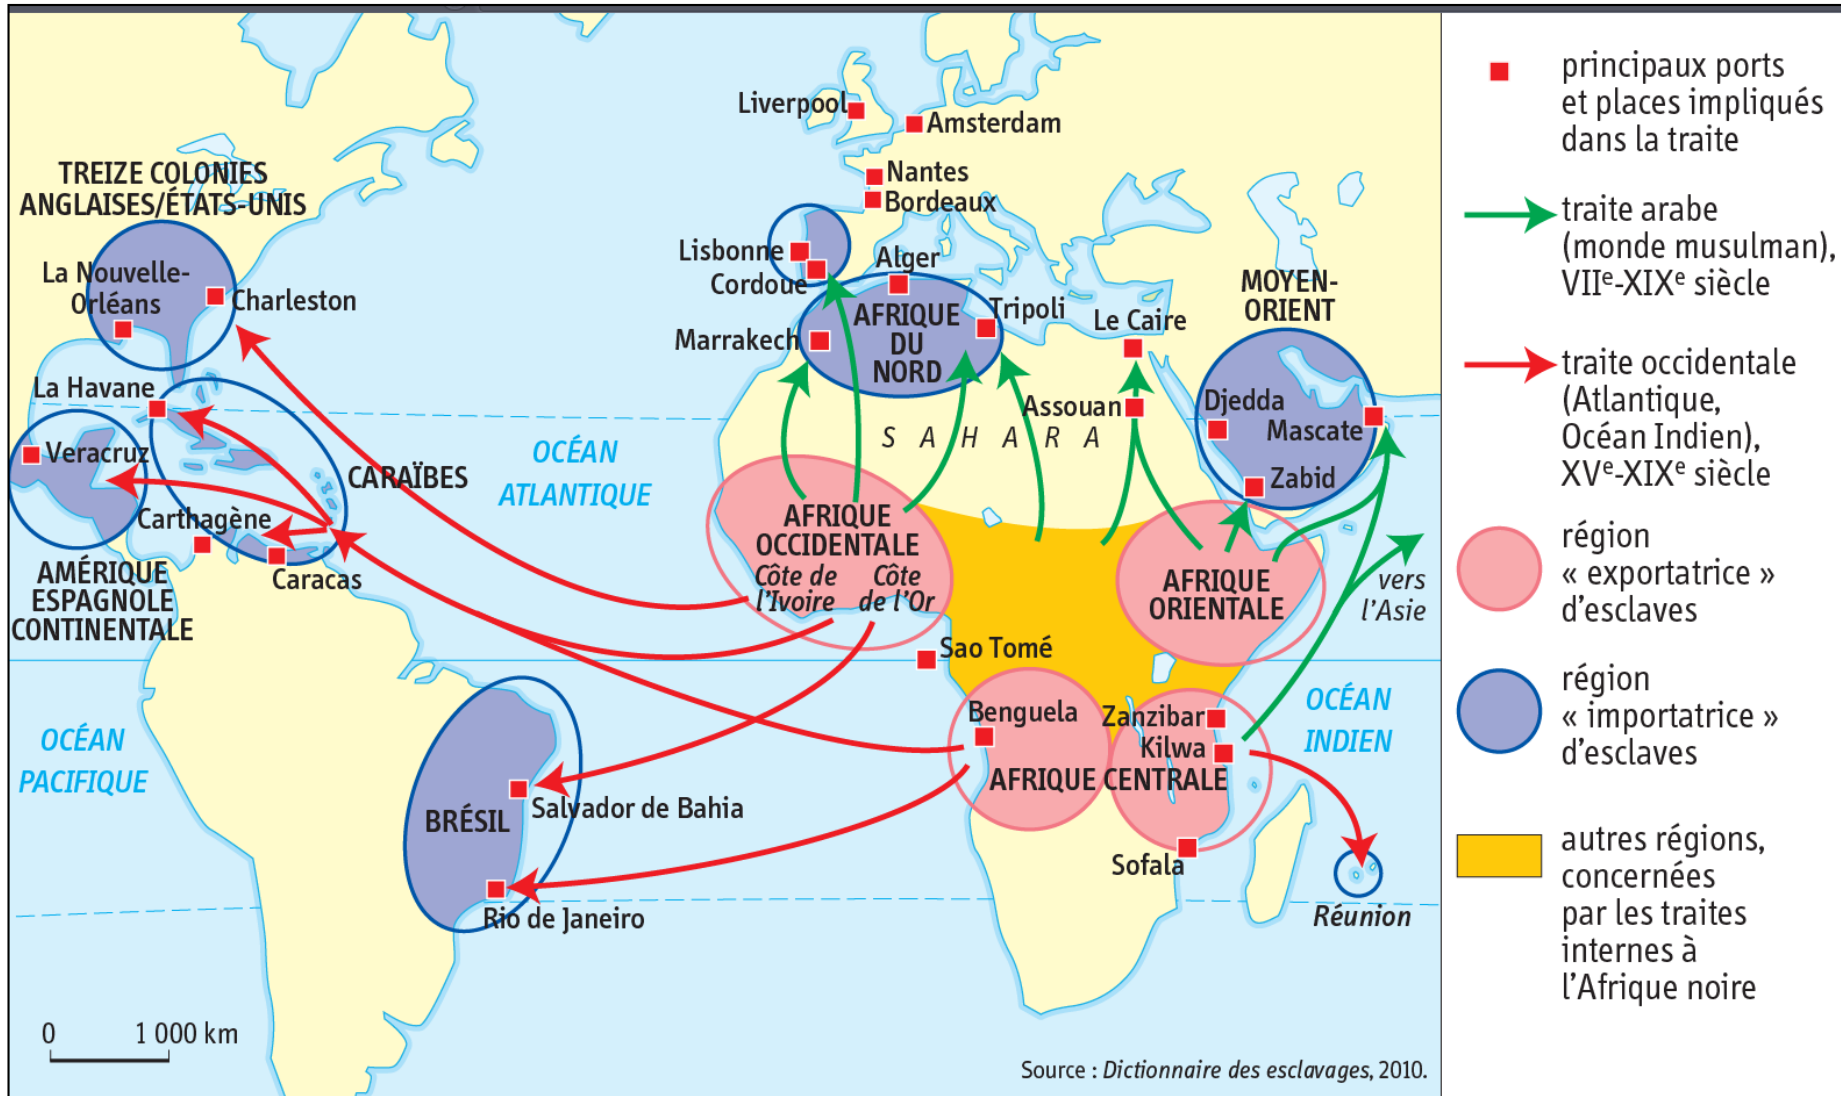 Liverpool
Amsterdam
Nantes
Bordeaux
TREIZE COLONIES
ANGLAISES/ÉTATS-UNIS
La Nouvelle-
Orléans
Charleston
Lisbonne
Cordoue
Alger
AFRIQUE
DU
NORD
Tripoli
Marrakech
Le Caire
MOYEN-
ORIENT
La Havane
Veracruz
CARAÏBES
OCÉAN
ATLANTIQUE
Assouan
SAHARA
Djedda
Mascate
Zabid
Carthagène
Caracas
AMÉRIQUE
ESPAGNOLE
CONTINENTALE
AFRIQUE
OCCIDENTALE
Côte de
l'Ivoire
Côte
de l'Or
AFRIQUE
ORIENTALE
vers
l'Asie
Sao Tomé
OCÉAN
PACIFIQUE
Benguela
Zanzibar
Kilwa
AFRIQUE CENTRALE
OCÉAN
INDIEN
BRÉSIL
Salvador de Bahia
Sofala
Rio de Janeiro
Réunion
0 1 000 km
Source : Dictionnaire des esclavages, 2010.
principaux ports
et places impliqués
dans la traite
traite arabe
(monde musulman),
VIIe-XIXe siècle
traite occidentale
(Atlantique,
Océan Indien),
XVe-XIXe siècle
région
« exportatrice »
d'esclaves
région
« importatrice »
d'esclaves
autres régions,
concernées
par les traites
internes à
l'Afrique noire